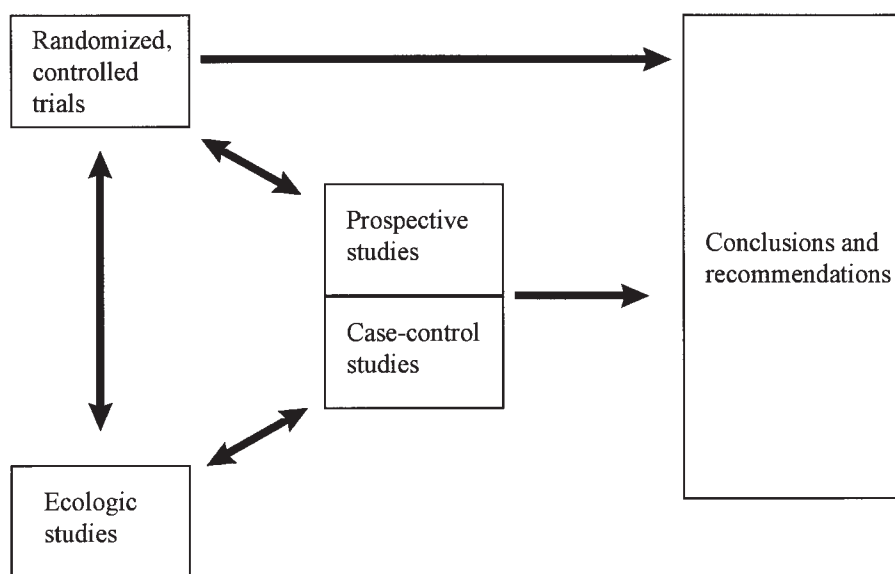 Randomized,
controlled
trials
Prospective
studies
Case-control
studies
Conclusions and
recommendations
Ecologic
studies